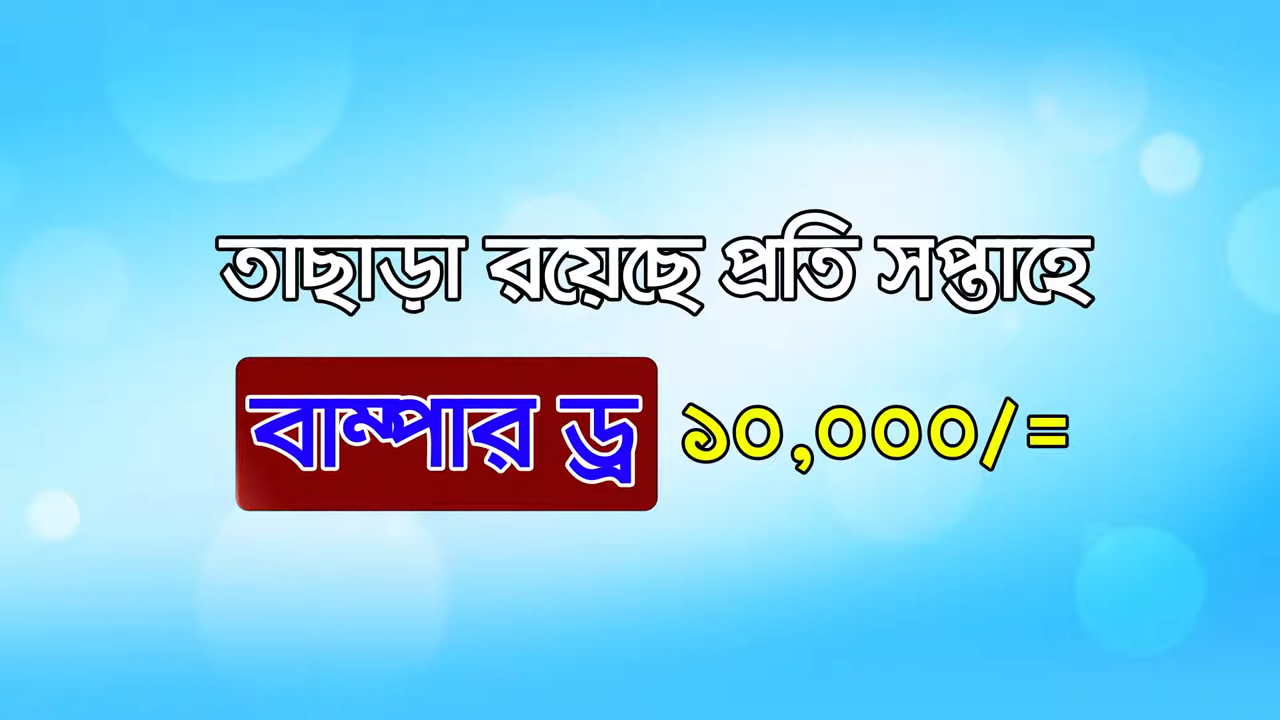 তাছাড়া রয়েছে প্রতি সপ্তাহে
বাম্পার ড্র ১০,০০০/=